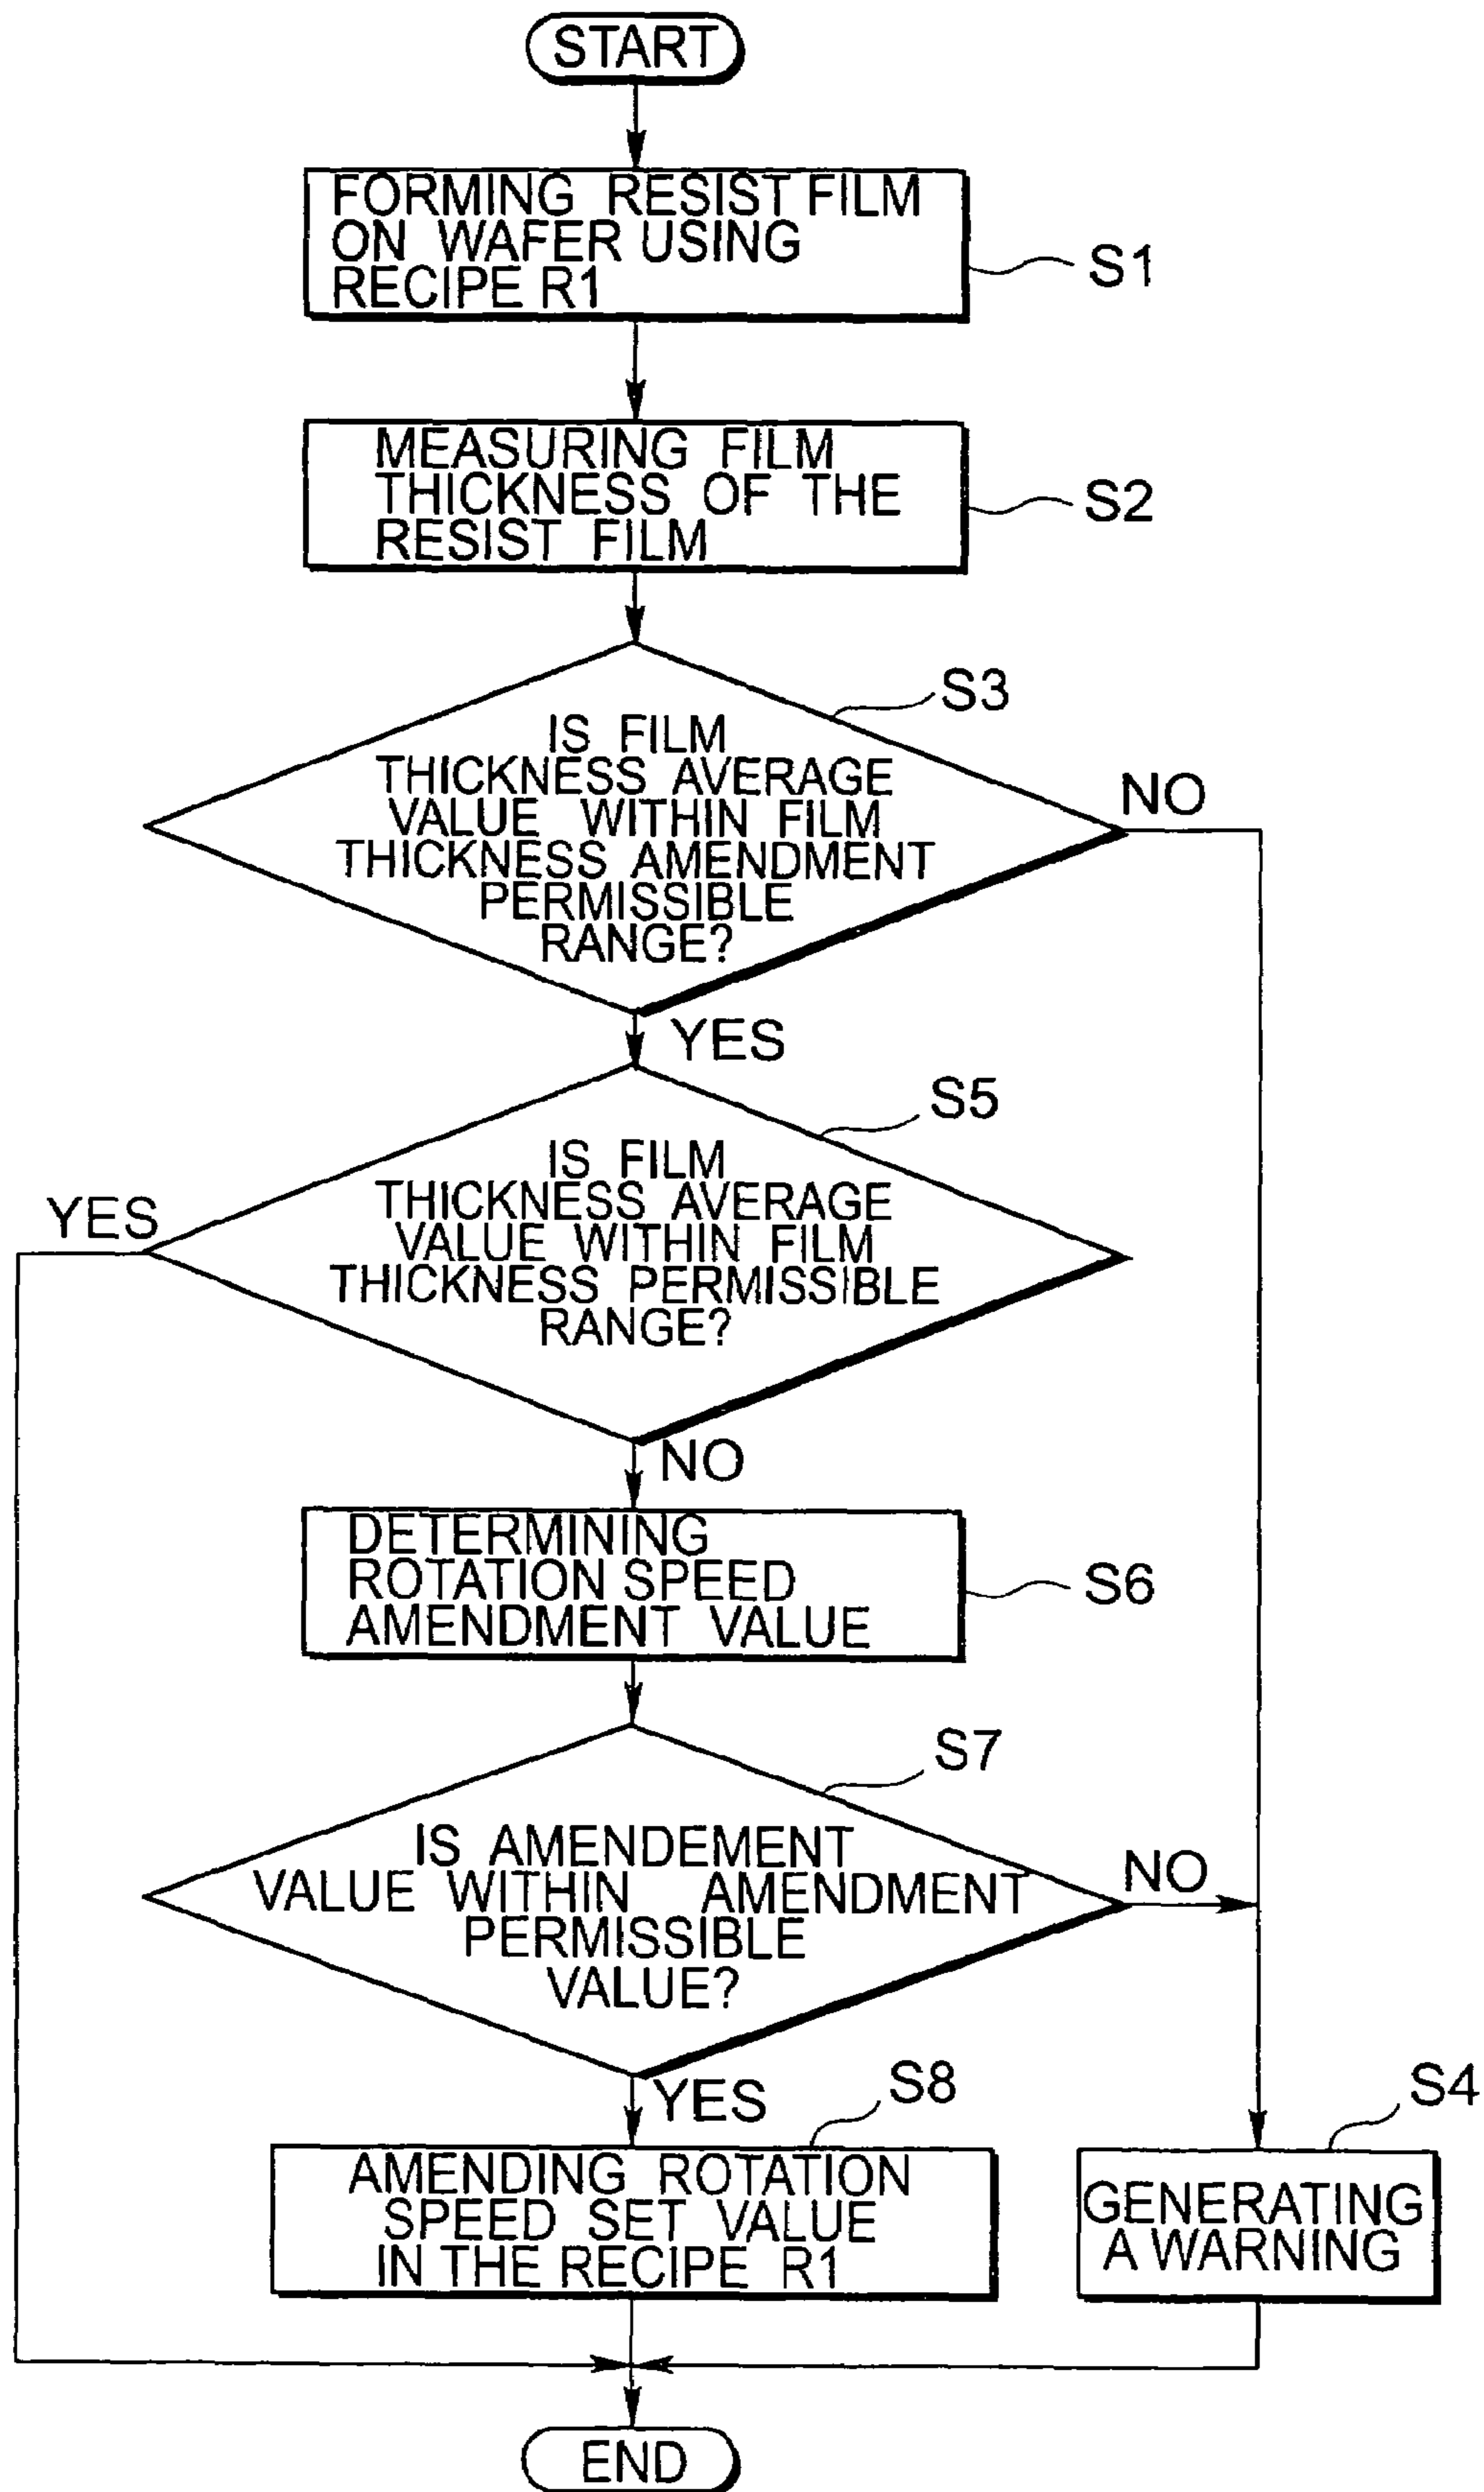 START
FORMING RESIST FILM
ON WAFER USING
RECIPE R1
S1
MEASURING FILM
THICKNESS OF THE
RESIST FILM
S2
S3
IS FILM
THICKNESS AVERAGE
VALUE WITHIN FILM
THICKNESS AMENDMENT
PERMISSIBLE
RANGE?
NO
YES
S5
IS FILM
THICKNESS AVERAGE
VALUE WITHIN FILM
THICKNESS PERMISSIBLE
RANGE?
YES
NO
DETERMINING
ROTATION SPEED
AMENDMENT VALUE
S6
S7
IS AMENDEMENT
VALUE WITHIN AMENDMENT
PERMISSIBLE
VALUE?
NO
YES
S8
AMENDING ROTATION
SPEED SET VALUE
IN THE RECIPE R1
S4
GENERATING
A WARNING
END